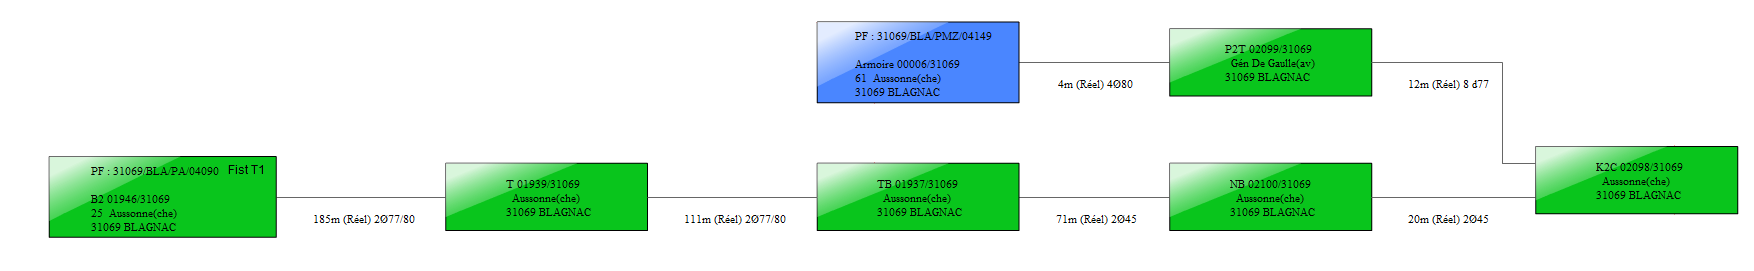 PF : 31069/BLA/PMZ/04149
Armoire 00006/31069
61 Aussonne(che)
31069 BLAGNAC
4m (Réel) 4Ø80
P2T 02099/31069
Gén De Gaulle(av)
31069 BLAGNAC
12m (Réel) 8 d77
PF : 31069/BLA/PA/04090 Fist T1
B2 01946/31069
25 Aussonne(che)
31069 BLAGNAC
185m (Réel) 2Ø77/80
T 01939/31069
Aussonne(che)
31069 BLAGNAC
111m (Réel) 2Ø77/80
TB 01937/31069
Aussonne(che)
31069 BLAGNAC
71m (Réel) 2Ø45
NB 02100/31069
Aussonne(che)
31069 BLAGNAC
20m (Réel) 2Ø45
K2C 02098/31069
Aussonne(che)
31069 BLAGNAC